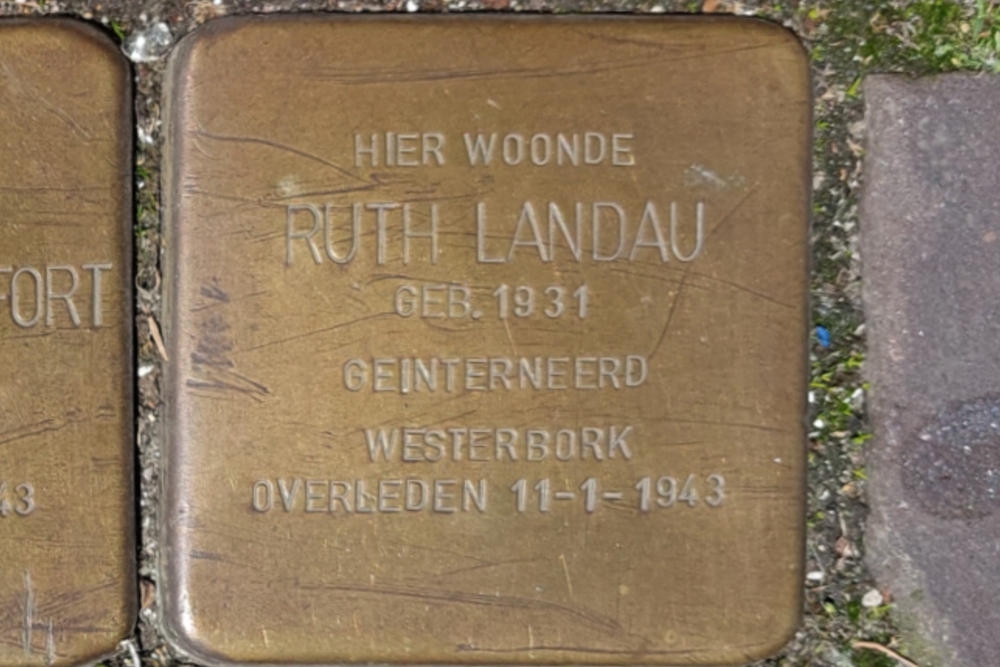 HIER WOONDE
RUTH LANDAU
GEB. 1931
GEINTERNEERD
WESTERBORK
OVERLEDEN 11-1-1943